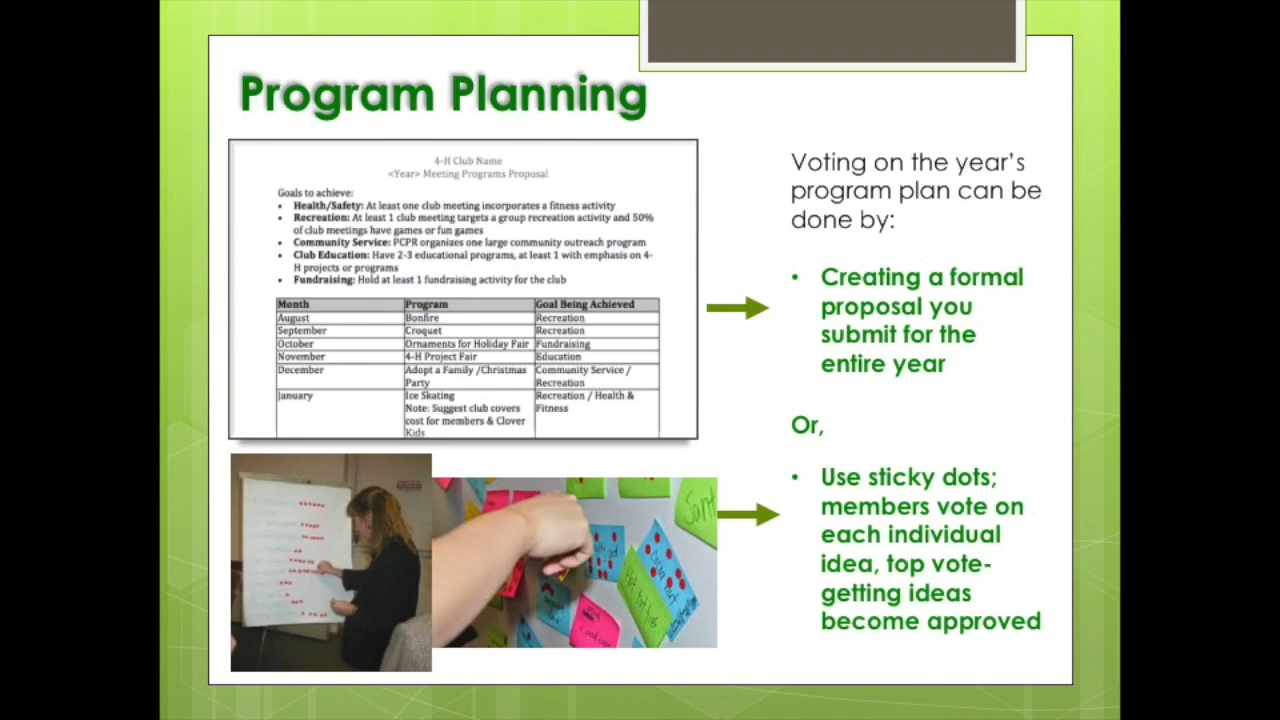 Program Planning
4-H Club Name
<Year> Meeting Programs Proposal
Goals to achieve:
• Health/Safety: At least one club meeting incorporates a fitness activity
• Recreation: At least 1 club meeting targets a group recreation activity and 50%
of club meetings have games or fun games
• Community Service: PCPR organizes one large community outreach program
• Club Education: Have 2-3 educational programs, at least 1 with emphasis on 4-
H projects or programs
• Fundraising: Hold at least 1 fundraising activity for the club
Month Program Goal Being Achieved
August Bonfire Recreation
September Croquet Recreation
October Ornaments for Holiday Fair Fundraising
November 4-H Project Fair Education
December Adopt a Family /Christmas Community Service /
Party Recreation
January Ice Skating Recreation / Health &
Note: Suggest club covers Fitness
cost for members & Clover
Kids
Voting on the year's
program plan can be
done by:
• Creating a formal
proposal you
submit for the
entire year
Or,
• Use sticky dots;
members vote on
each individual
idea, top vote-
getting ideas
become approved